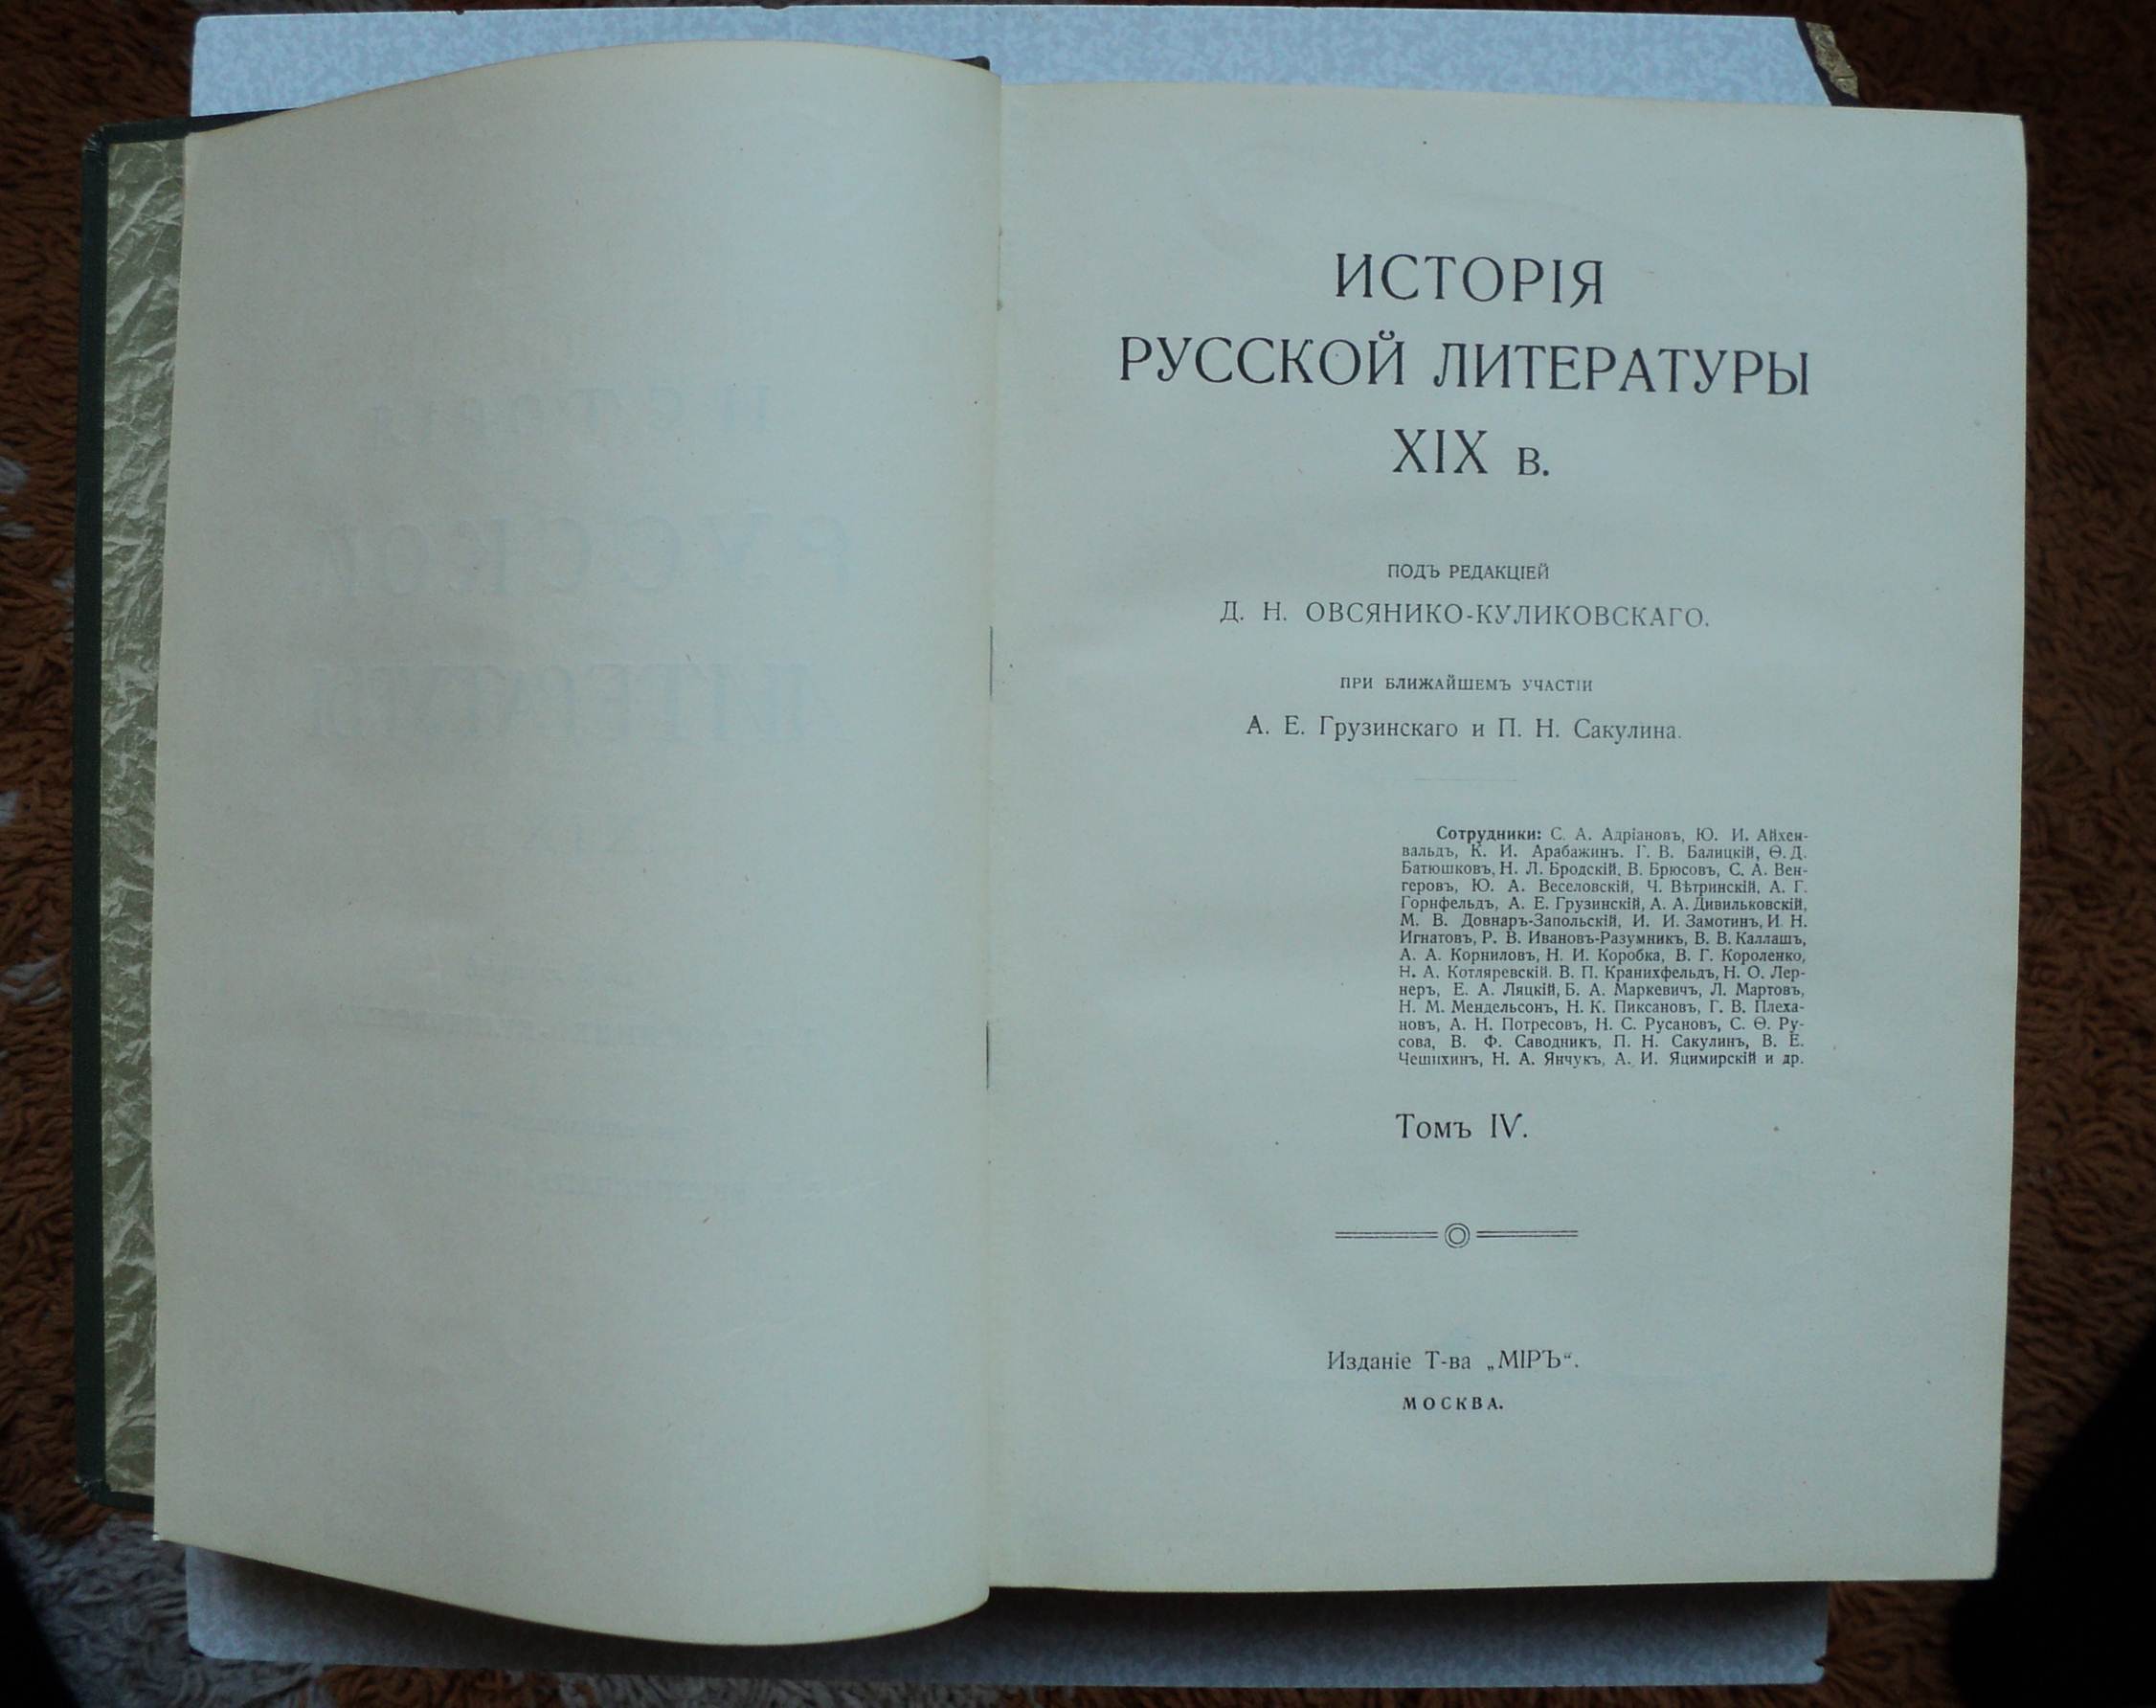 ИСТОРІЯ
РУССКОЙ ЛИТЕРАТУРЫ
XIX в.
ПОДЪ РЕДАКЦІЕЙ
Д. Н. ОВСЯНИКО-КУЛИКОВСКАГО.
ПРИ БЛИЖАЙШЕМЪ УЧАСТІИ
А. Е. Грузинскаго и П. Н. Сакулина.
Сотрудники: С. А. Адріановъ, Ю. И. Айхен-
вальдъ, К. И. Арабажинъ. Г. В. Балицкій, Ѳ. Д.
Батюшковъ, Н. Л. Бродскій, В. Брюсовъ, С. А. Вен-
геровъ, Ю. А. Веселовскій, Ч. Вѣтринскій, А. Г.
Горнфельдъ, А. Е. Грузинскій, А. А. Дивильковскій,
М. В. Довнаръ-Запольскій, И. И. Замотинъ, И. Н.
Игнатовъ, Р. В. Ивановъ-Разумникъ, В. В. Каллашъ,
А. А. Корниловъ, Н. И. Коробка, В. Г. Короленко,
Н. А. Котляревскій. В. П. Кранихфельдъ, Н. О. Лер-
неръ, Е. А. Ляцкій, Б. А. Маркевичъ, Л. Мартовъ,
Н. М. Мендельсонъ, Н. К. Пиксановъ, Г. В. Плеха-
новъ, А. Н. Потресовъ, Н. С. Русановъ, С. Ѳ. Ру-
сова, В. Ф. Саводникъ, П. Н. Сакулинъ, В. Е.
Чешихинъ, Н. А. Янчукъ, А. И. Яцимирскій и др.
Томъ IV.
Изданіе Т-ва „МІРЪ“.
МОСКВА.